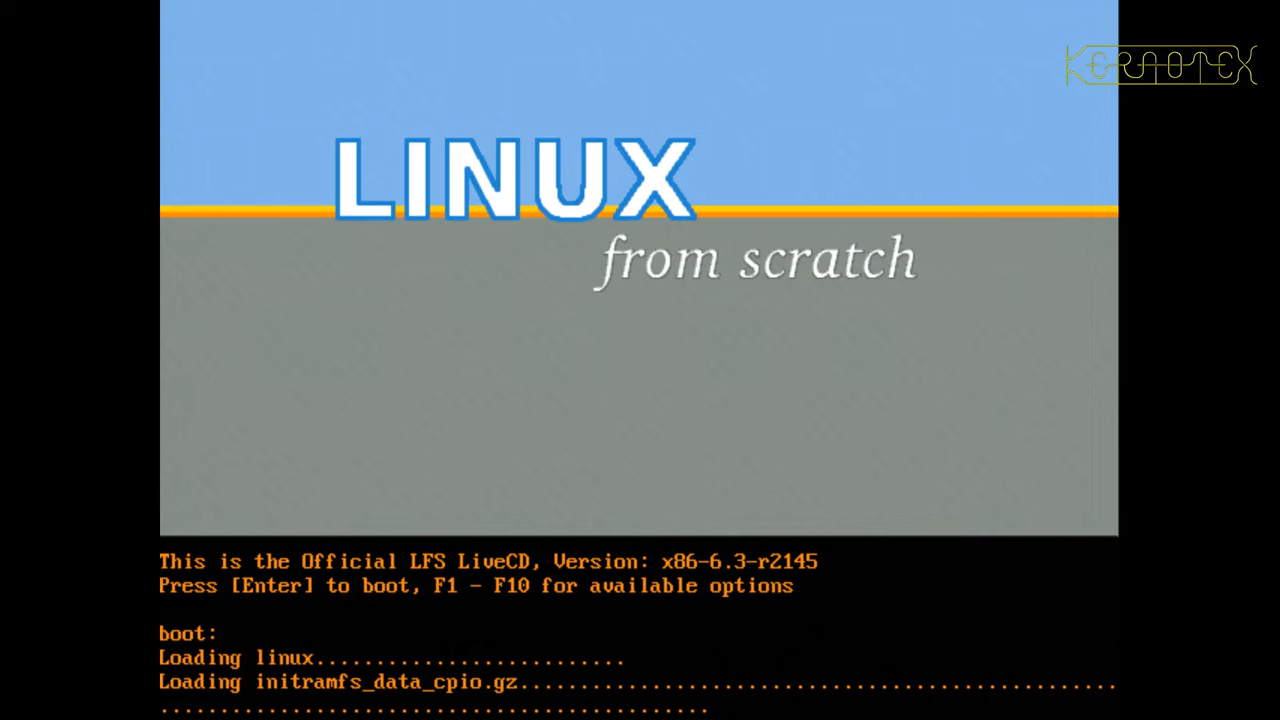 KERNOTEX
LINUX
from scratch
This is the Official LFS LiveCD, Version: x86-6.3-r2145
Press [Enter] to boot, F1 - F10 for available options
boot:
Loading linux..........................
Loading initramfs_data_cpio.gz..................................................
..............................................